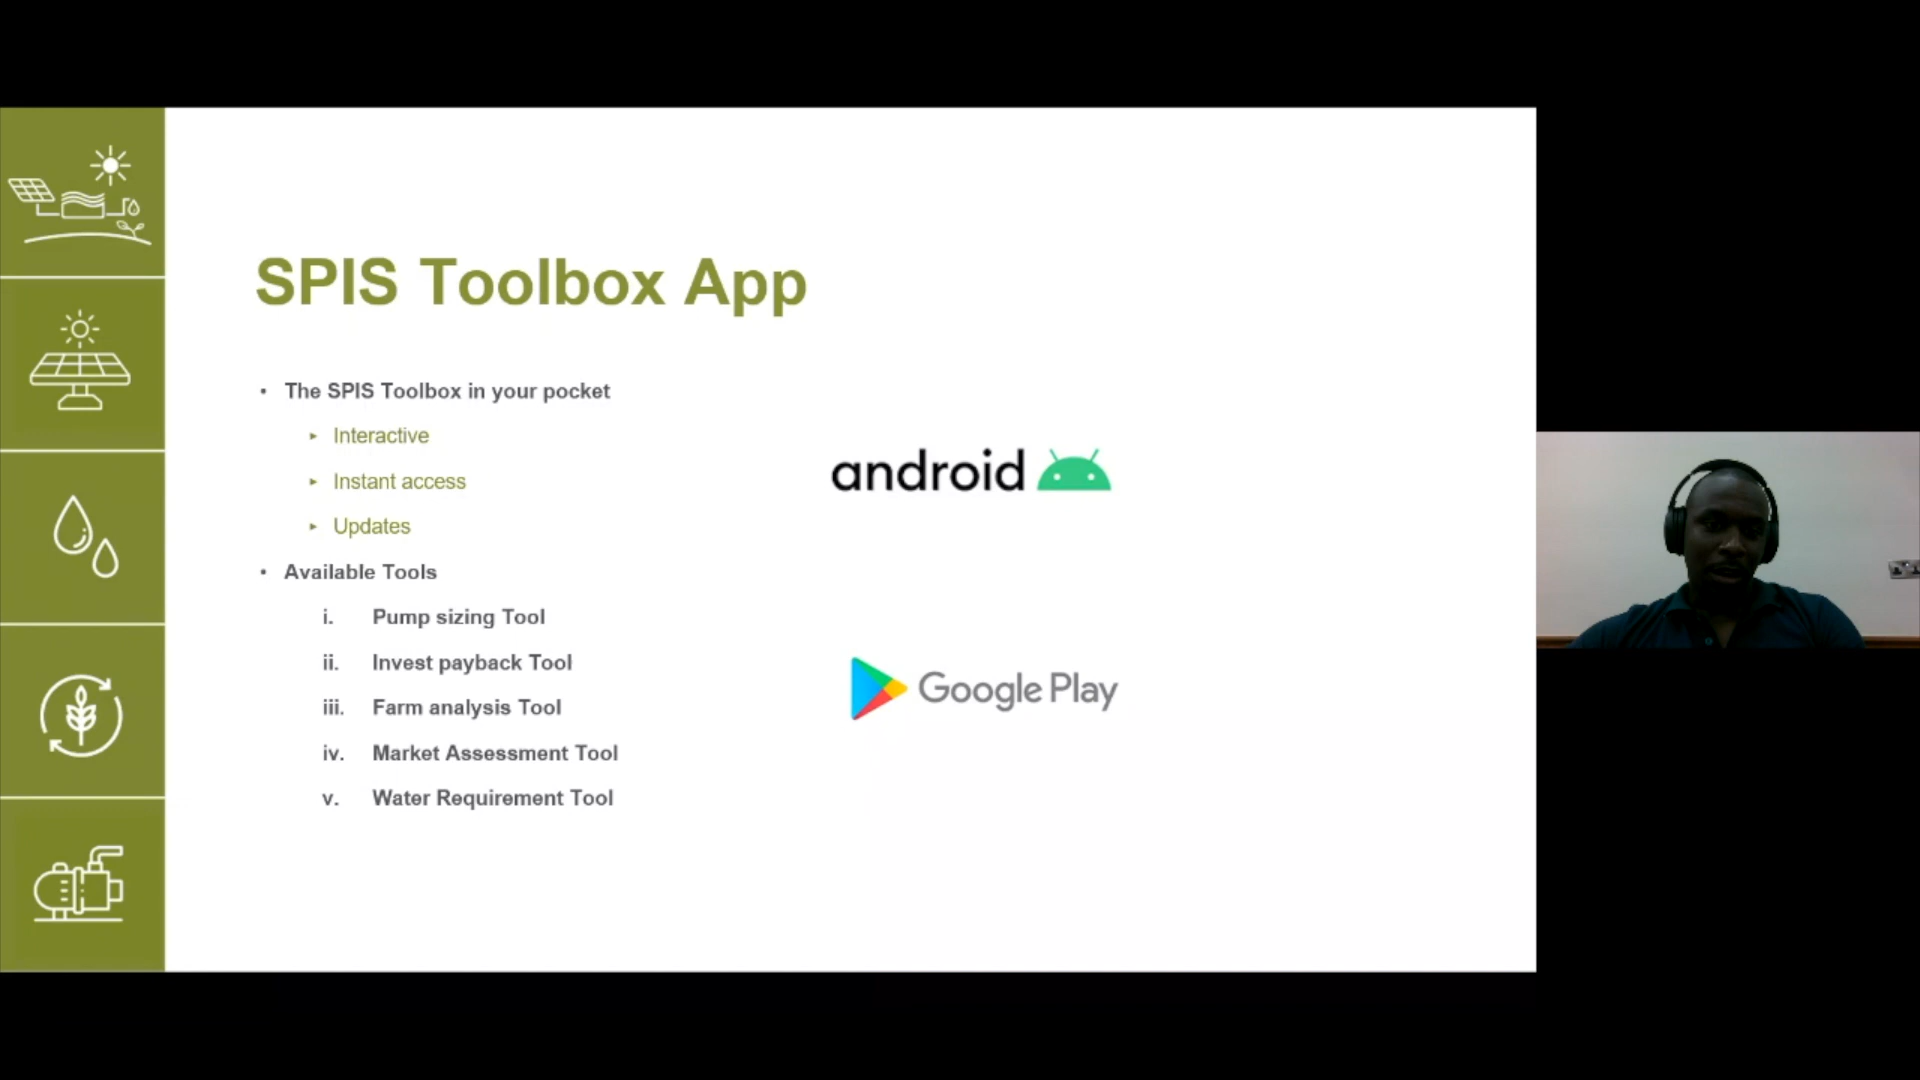 SPIS Toolbox App
• The SPIS Toolbox in your pocket
▸ Interactive
▸ Instant access
▸ Updates
• Available Tools
i. Pump sizing Tool
ii. Invest payback Tool
iii. Farm analysis Tool
iv. Market Assessment Tool
v. Water Requirement Tool
android
Google Play